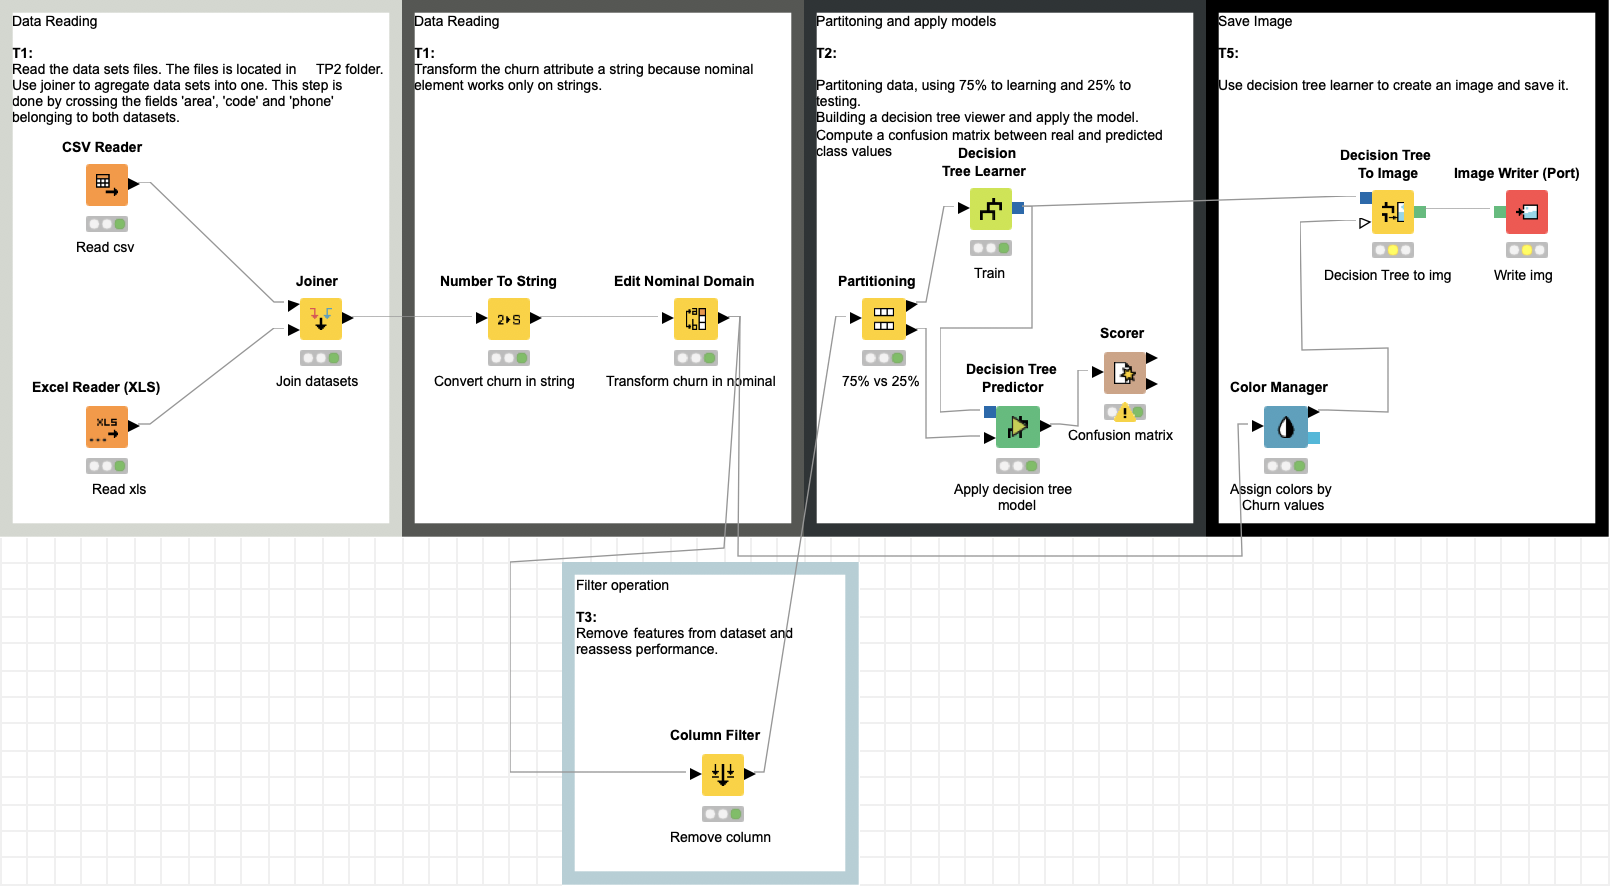 Data Reading
T1:
Read the data sets files. The files is located in TP2 folder.
Use joiner to agregate data sets into one. This step is
done by crossing the fields 'area', 'code' and 'phone'
belonging to both datasets.
CSV Reader
Read csv
Joiner
Join datasets
Excel Reader (XLS)
XLS
Read xls
Data Reading
T1:
Transform the churn attribute a string because nominal
element works only on strings.
Number To String
2 S
Convert churn in string
Edit Nominal Domain
Transform churn in nominal
Partitoning and apply models
T2:
Partitoning data, using 75% to learning and 25% to
testing.
Building a decision tree viewer and apply the model.
Compute a confusion matrix between real and predicted
class values
Decision
Tree Learner
Train
Partitioning
75% vs 25%
Scorer
Confusion matrix
Decision Tree
Predictor
Apply decision tree
model
Save Image
T5:
Use decision tree learner to create an image and save it.
Decision Tree
To Image
Decision Tree to img
Image Writer (Port)
Write img
Color Manager
Assign colors by
Churn values
Filter operation
T3:
Remove features from dataset and
reassess performance.
Column Filter
Remove column